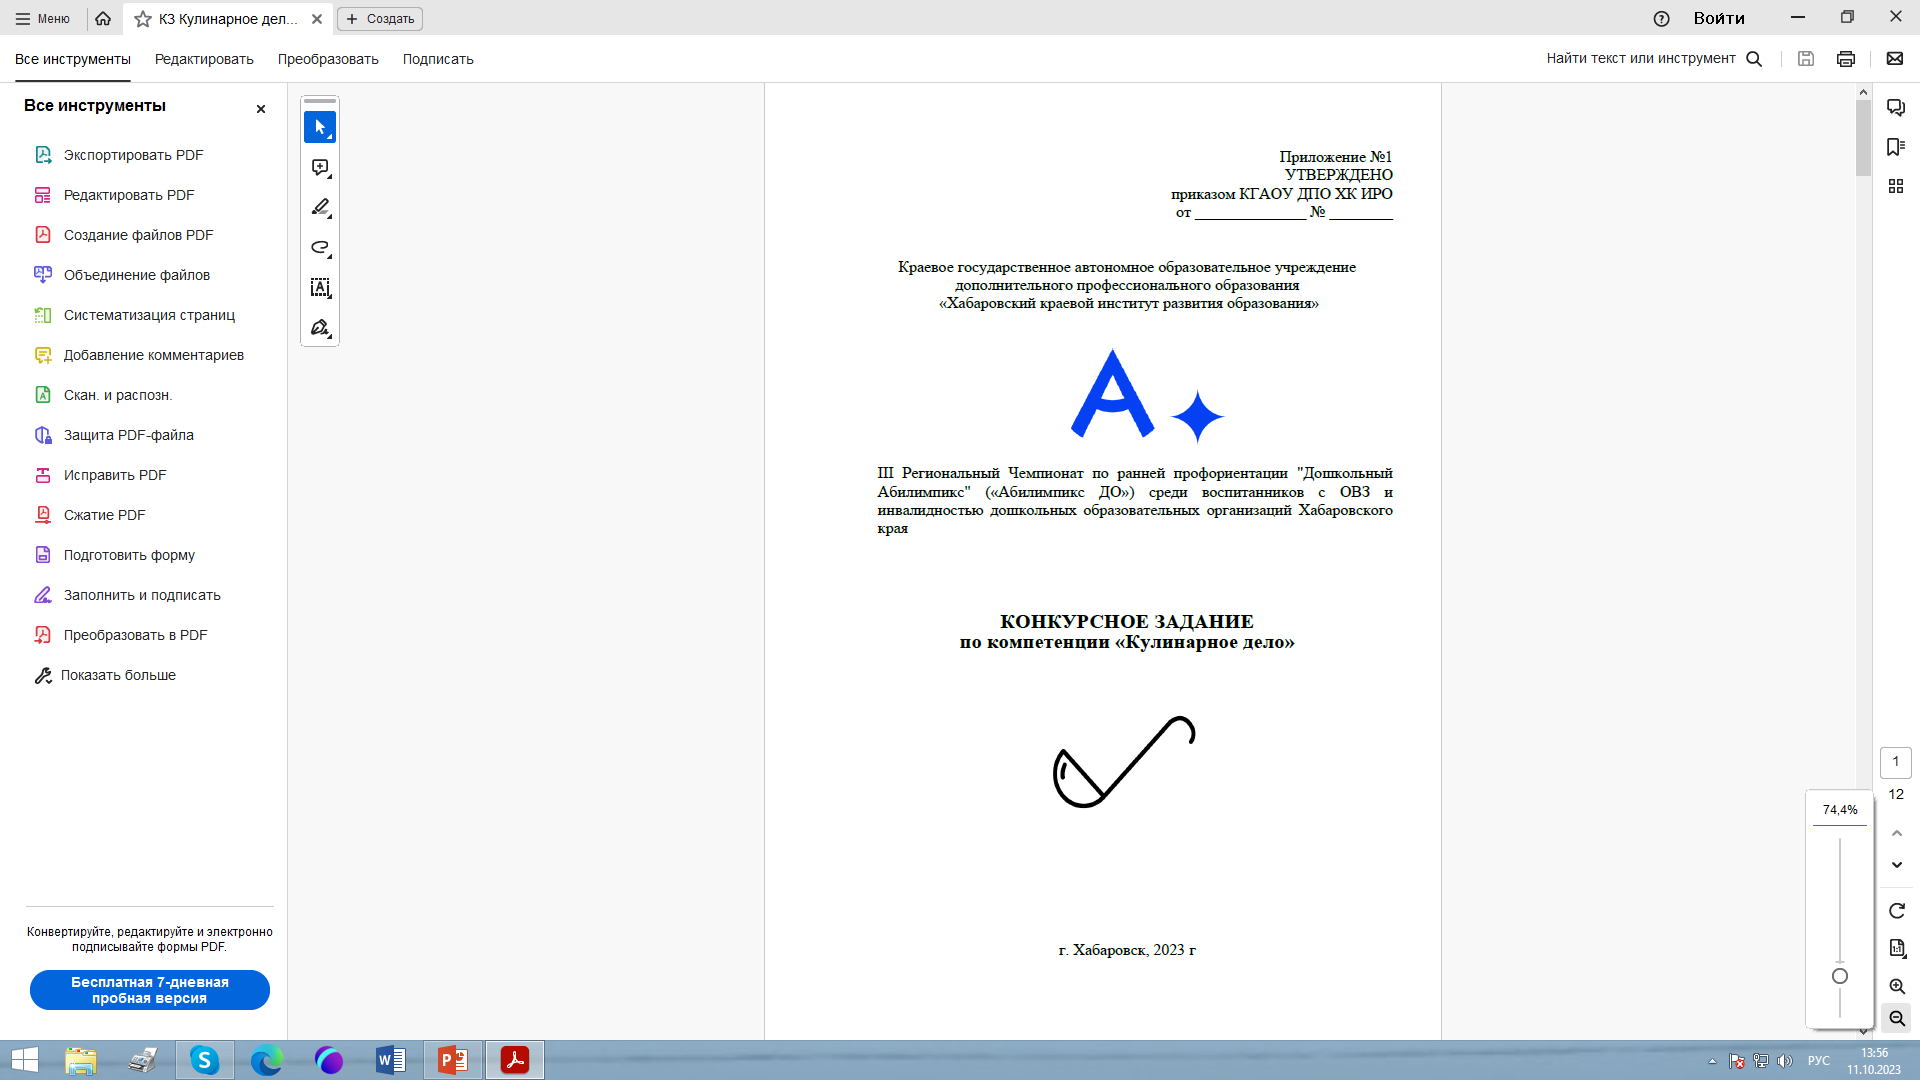 Меню
КЗ Кулинарное дел...
Создать
Войти
Все инструменты
Редактировать
Преобразовать
Подписать
Найти текст или инструмент
Все инструменты
Экспортировать PDF
Редактировать PDF
Создание файлов PDF
Объединение файлов
Систематизация страниц
Добавление комментариев
Скан. и распозн.
Защита PDF-файла
Исправить PDF
Сжатие PDF
Подготовить форму
Заполнить и подписать
Преобразовать в PDF
Показать больше
Конвертируйте, редактируйте и электронно
подписывайте формы PDF.
Бесплатная 7-дневная
пробная версия
Приложение №1
УТВЕРЖДЕНО
приказом КГАОУ ДПО ХК ИРО
от ______________ № ________
Краевое государственное автономное образовательное учреждение
дополнительного профессионального образования
«Хабаровский краевой институт развития образования»
III Региональный Чемпионат по ранней профориентации "Дошкольный
Абилимпикс" («Абилимпикс ДО») среди воспитанников с ОВЗ и
инвалидностью дошкольных образовательных организаций Хабаровского
края
КОНКУРСНОЕ ЗАДАНИЕ
по компетенции «Кулинарное дело»
г. Хабаровск, 2023 г
1
12
74,4%
РУС
13:56
11.10.2023